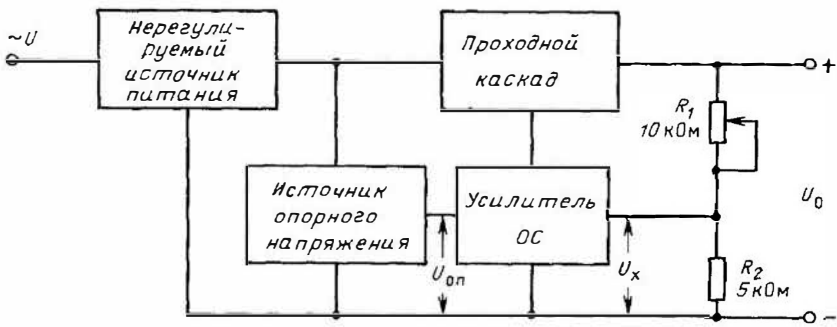 ~U
Нерегули-
руемый
источник
питания
Проходной
каскад
+
R₁
10 кОм
Источник
опорного
напряжения
Усилитель
ОС
U₀
Uоп
Uₓ
R₂
5 кОм
−